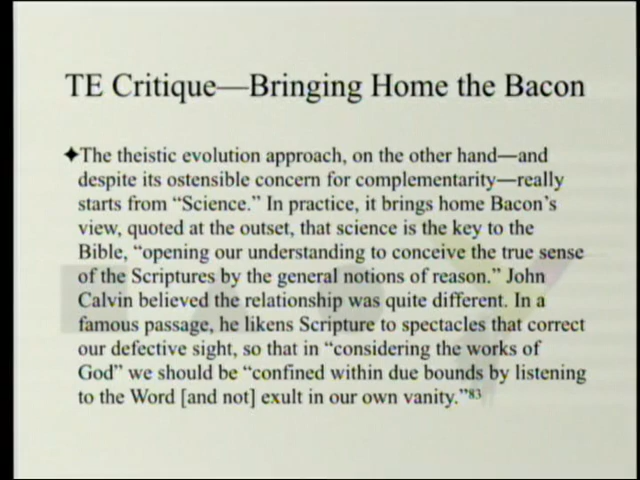 TE Critique—Bringing Home the Bacon
✦The theistic evolution approach, on the other hand—and
despite its ostensible concern for complementarity—really
starts from “Science.” In practice, it brings home Bacon’s
view, quoted at the outset, that science is the key to the
Bible, “opening our understanding to conceive the true sense
of the Scriptures by the general notions of reason.” John
Calvin believed the relationship was quite different. In a
famous passage, he likens Scripture to spectacles that correct
our defective sight, so that in “considering the works of
God” we should be “confined within due bounds by listening
to the Word [and not] exult in our own vanity.”⁸³